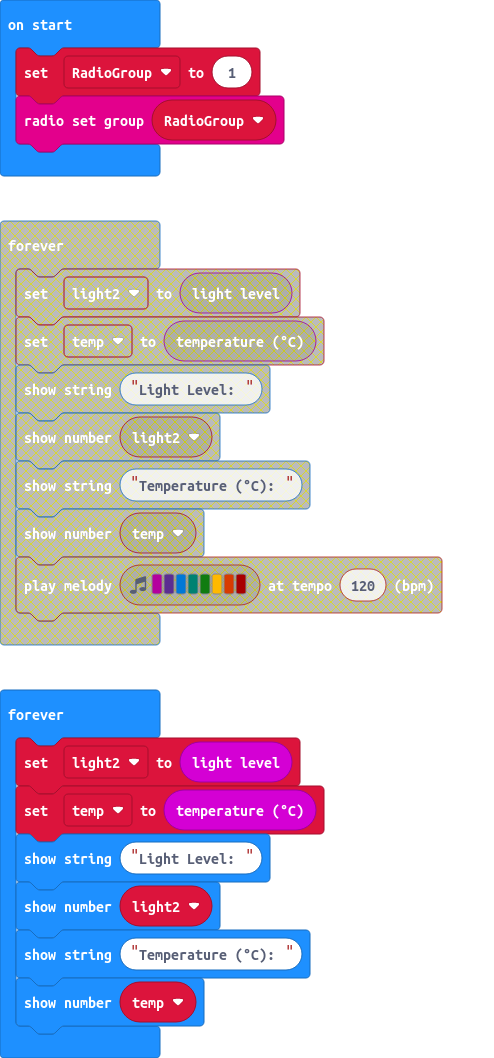 on start
set RadioGroup to 1
radio set group RadioGroup
forever
set light2 to light level
set temp to temperature (°C)
show string "Light Level: "
show number light2
show string "Temperature (°C): "
show number temp
play melody at tempo 120 (bpm)
forever
set light2 to light level
set temp to temperature (°C)
show string "Light Level: "
show number light2
show string "Temperature (°C): "
show number temp